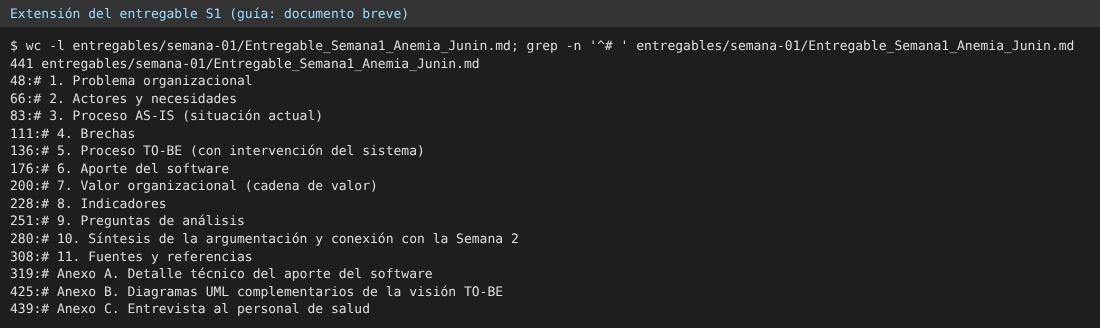 Extensión del entregable S1 (guía: documento breve)
$ wc -l entregables/semana-01/Entregable_Semana1_Anemia_Junin.md; grep -n '^# ' entregables/semana-01/Entregable_Semana1_Anemia_Junin.md
441 entregables/semana-01/Entregable_Semana1_Anemia_Junin.md
48:# 1. Problema organizacional
66:# 2. Actores y necesidades
83:# 3. Proceso AS-IS (situación actual)
111:# 4. Brechas
136:# 5. Proceso TO-BE (con intervención del sistema)
176:# 6. Aporte del software
200:# 7. Valor organizacional (cadena de valor)
228:# 8. Indicadores
251:# 9. Preguntas de análisis
280:# 10. Síntesis de la argumentación y conexión con la Semana 2
308:# 11. Fuentes y referencias
319:# Anexo A. Detalle técnico del aporte del software
425:# Anexo B. Diagramas UML complementarios de la visión TO-BE
439:# Anexo C. Entrevista al personal de salud